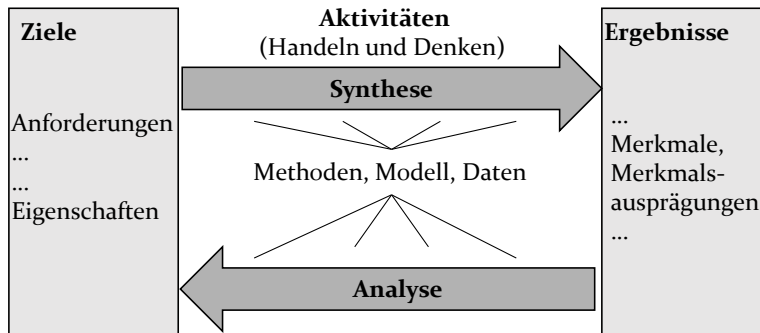 Ziele
Anforderungen
...
...
Eigenschaften
Aktivitäten
(Handeln und Denken)
Synthese
Methoden, Modell, Daten
Analyse
Ergebnisse
...
Merkmale,
Merkmals-
ausprägungen
...